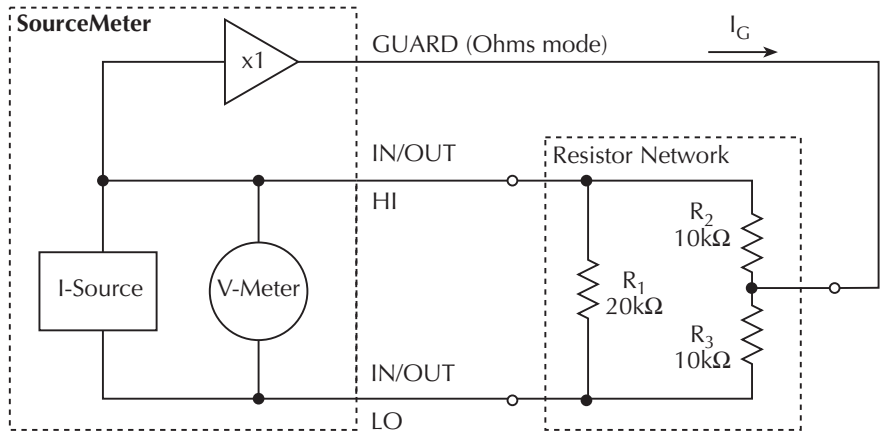 SourceMeter
GUARD (Ohms mode)
I_G
x1
IN/OUT
HI
Resistor Network
R_2
10kΩ
I-Source
V-Meter
R_1
20kΩ
R_3
10kΩ
IN/OUT
LO